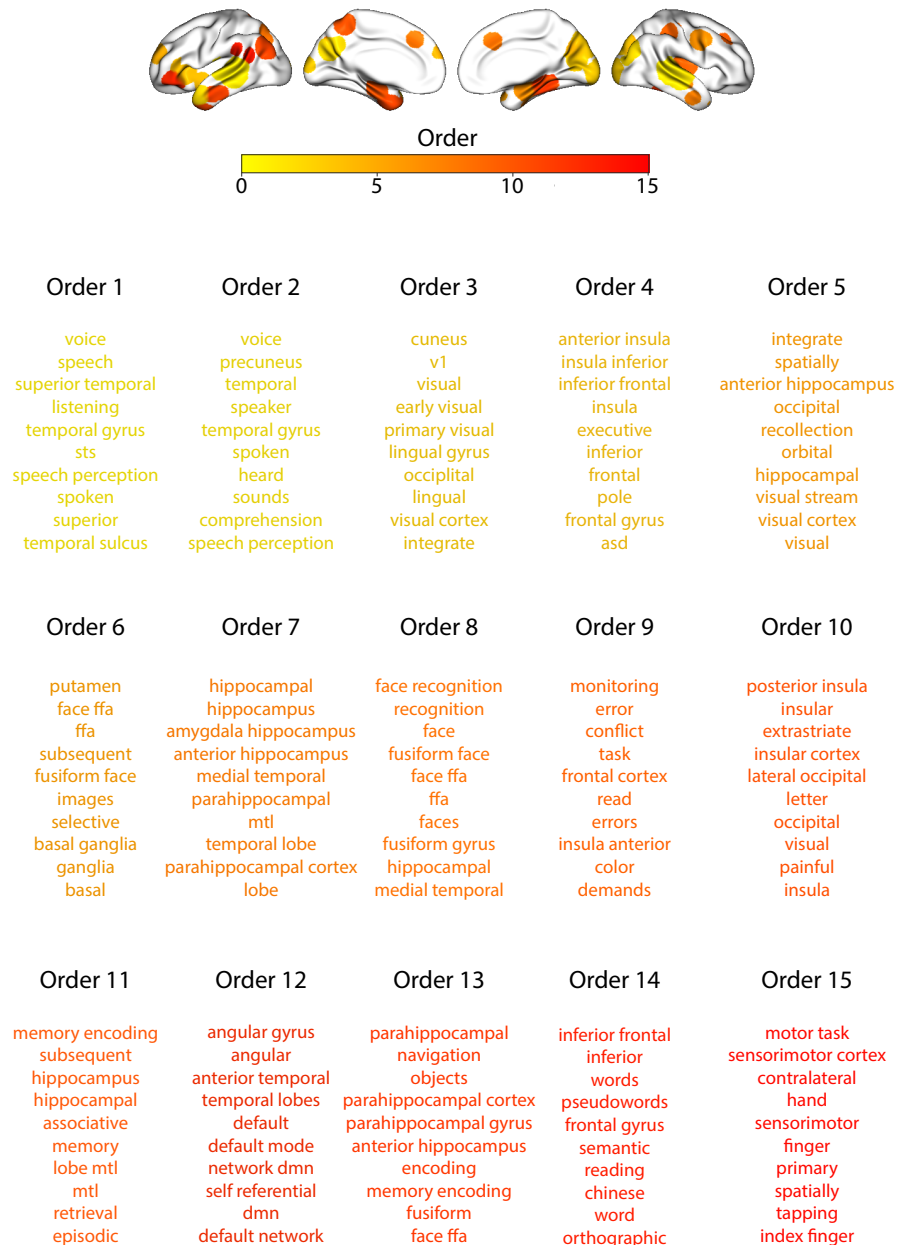 Order
0 5 10 15
Order 1 Order 2 Order 3 Order 4 Order 5
voice voice cuneus anterior insula integrate
speech precuneus v1 insula inferior spatially
superior temporal temporal visual inferior frontal anterior hippocampus
listening speaker early visual insula occipital
temporal gyrus temporal gyrus primary visual executive recollection
sts spoken lingual gyrus inferior orbital
speech perception heard occiplital frontal hippocampal
spoken sounds lingual pole visual stream
superior comprehension visual cortex frontal gyrus visual cortex
temporal sulcus speech perception integrate asd visual
Order 6 Order 7 Order 8 Order 9 Order 10
putamen hippocampal face recognition monitoring posterior insula
face ffa hippocampus recognition error insular
ffa amygdala hippocampus face conflict extrastriate
subsequent anterior hippocampus fusiform face task insular cortex
fusiform face medial temporal face ffa frontal cortex lateral occipital
images parahippocampal ffa read letter
selective mtl faces errors occipital
basal ganglia temporal lobe fusiform gyrus insula anterior visual
ganglia parahippocampal cortex hippocampal color painful
basal lobe medial temporal demands insula
Order 11 Order 12 Order 13 Order 14 Order 15
memory encoding angular gyrus parahippocampal inferior frontal motor task
subsequent angular navigation inferior sensorimotor cortex
hippocampus anterior temporal objects words contralateral
hippocampal temporal lobes parahippocampal cortex pseudowords hand
associative default parahippocampal gyrus frontal gyrus sensorimotor
memory default mode anterior hippocampus semantic finger
lobe mtl network dmn encoding reading primary
mtl self referential memory encoding chinese spatially
retrieval dmn fusiform word tapping
episodic default network face ffa orthographic index finger